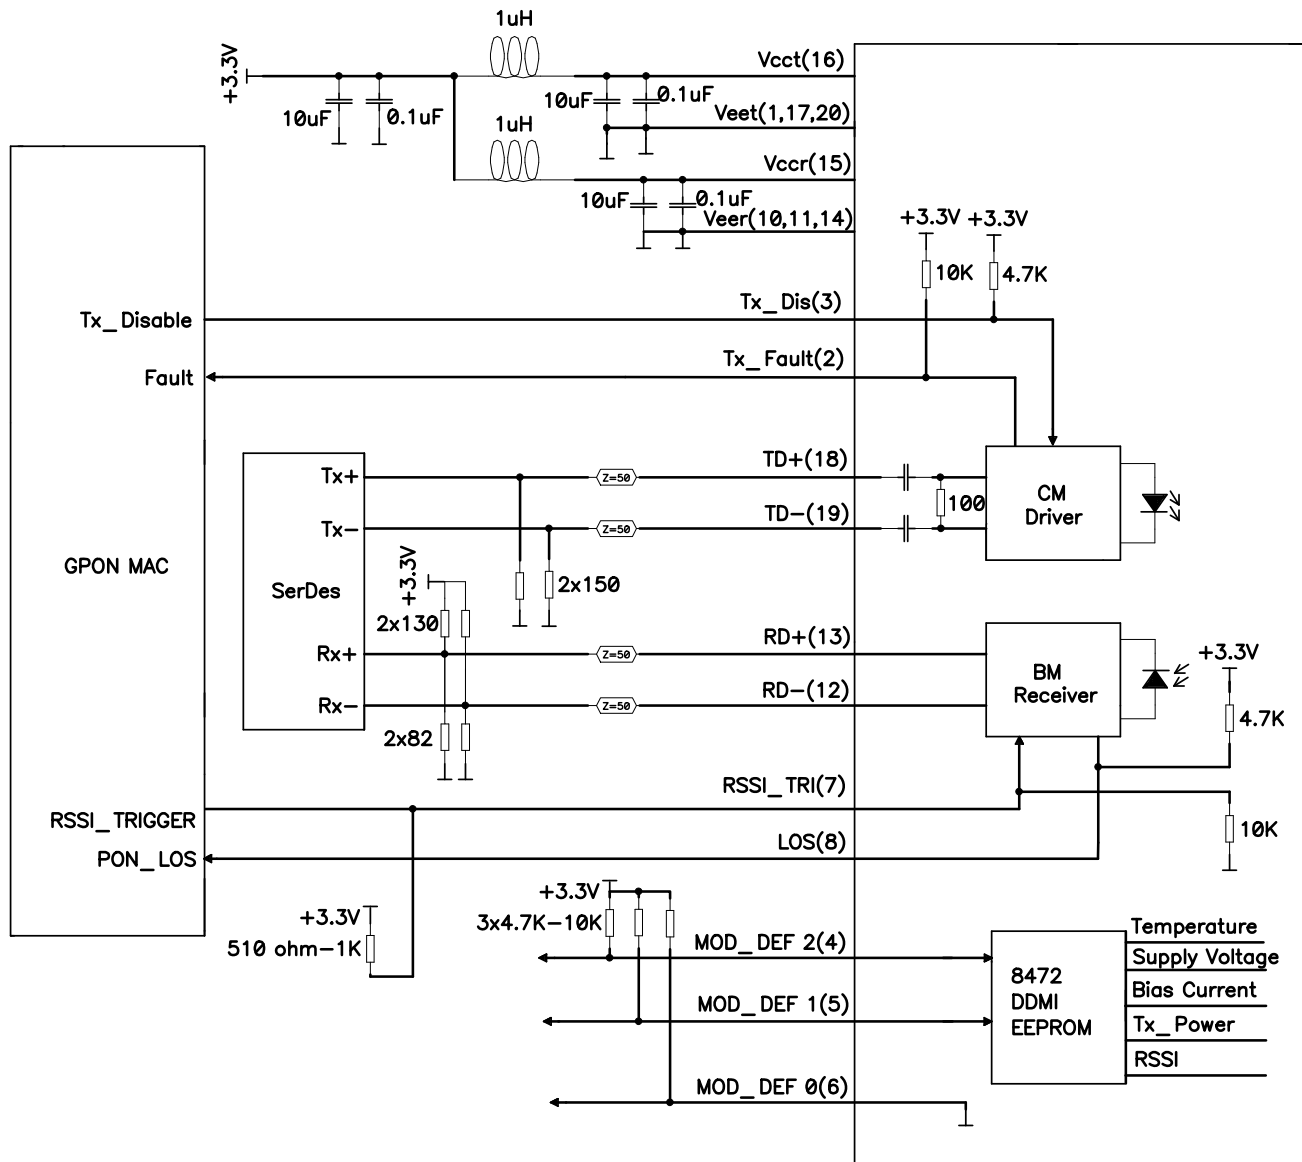 1uH
+3.3V
Vcct(16)
10uF
0.1uF
10uF
0.1uF
Veet(1,17,20)
1uH
Vccr(15)
10uF
0.1uF
Veer(10,11,14)
+3.3V
+3.3V
10K
4.7K
Tx_Disable
Tx_Dis(3)
Fault
Tx_Fault(2)
Tx+
Z=50
TD+(18)
100
CM
Driver
Tx-
Z=50
TD-(19)
GPON MAC
SerDes
+3.3V
2x150
2x130
Rx+
Z=50
RD+(13)
BM
Receiver
+3.3V
Rx-
Z=50
RD-(12)
2x82
4.7K
RSSI_TRIGGER
RSSI_TRI(7)
10K
PON_LOS
LOS(8)
+3.3V
510 ohm-1K
+3.3V
3x4.7K-10K
MOD_DEF 2(4)
MOD_DEF 1(5)
MOD_DEF 0(6)
8472
DDMI
EEPROM
Temperature
Supply Voltage
Bias Current
Tx_Power
RSSI